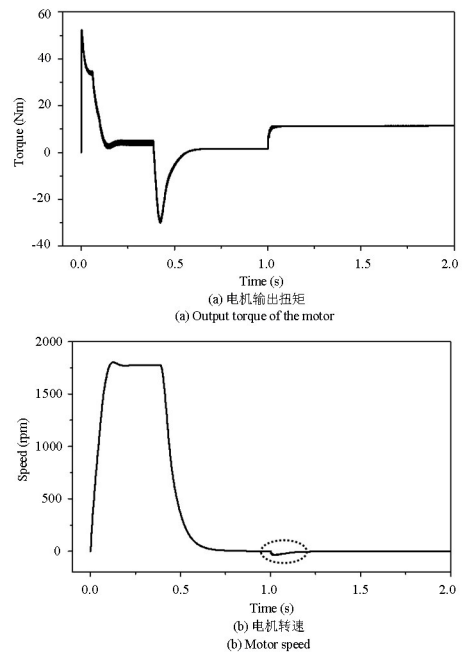 60
40
20
0
-20
-40
Torque (Nm)
0.0 0.5 1.0 1.5 2.0
Time (s)
(a) 电机输出扭矩
(a) Output torque of the motor
2000
1500
1000
500
0
Speed (rpm)
0.0 0.5 1.0 1.5 2.0
Time (s)
(b) 电机转速
(b) Motor speed